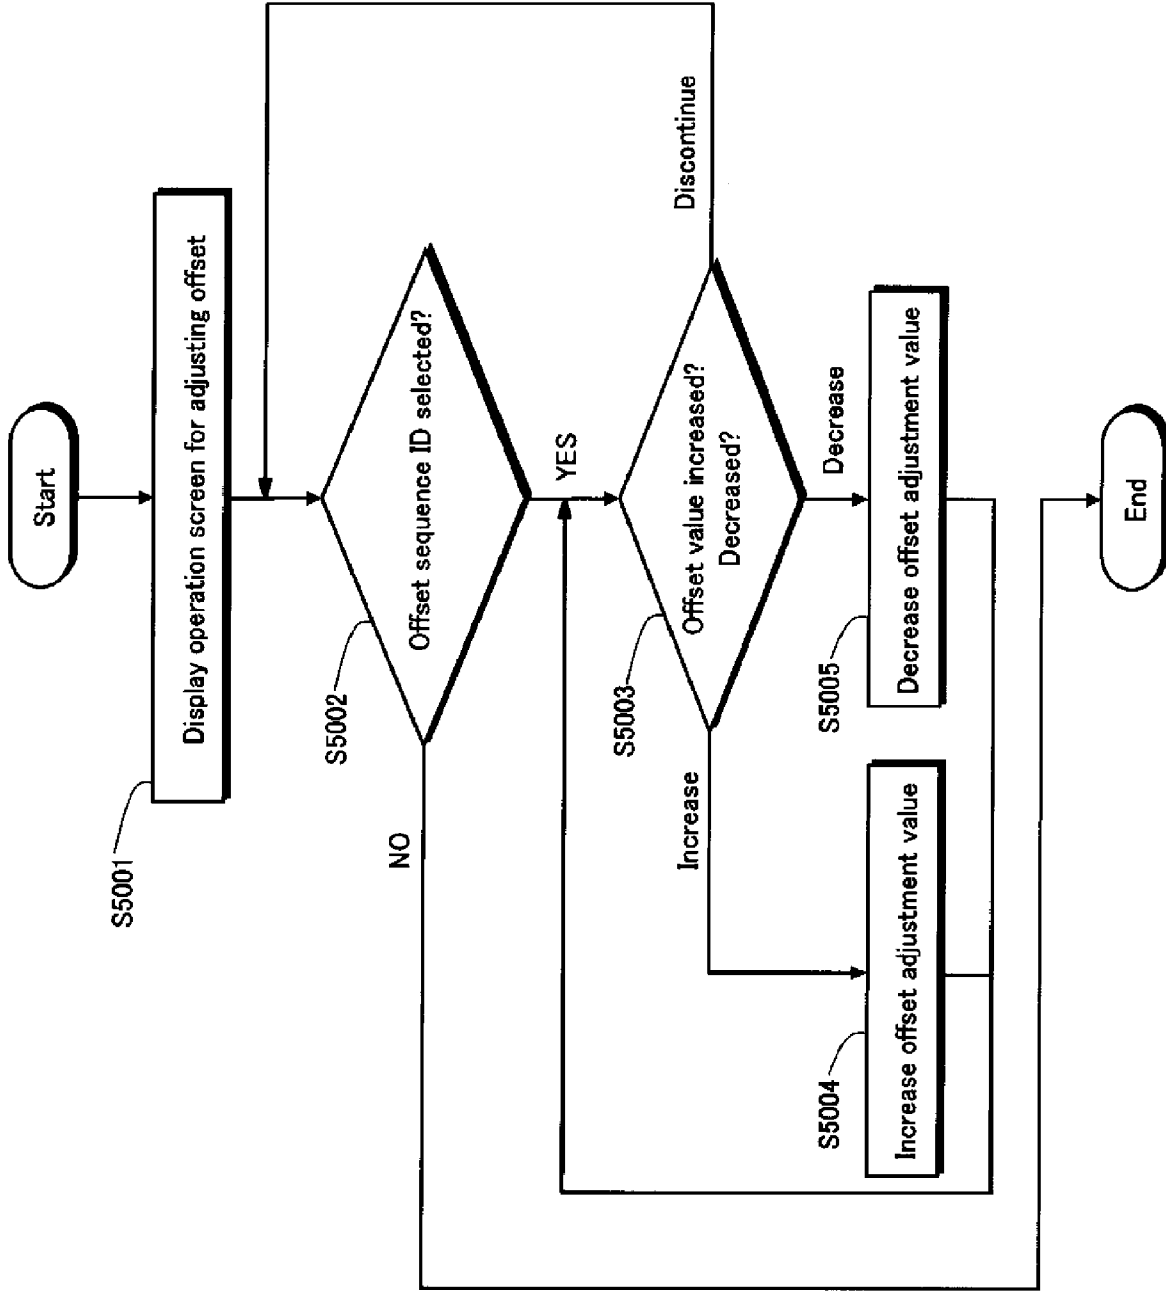 Start
S5001
Display operation screen for adjusting offset
S5002
Offset sequence ID selected?
NO
YES
S5003
Offset value increased?
Decreased?
Discontinue
Increase
Decrease
S5004
Increase offset adjustment value
S5005
Decrease offset adjustment value
End